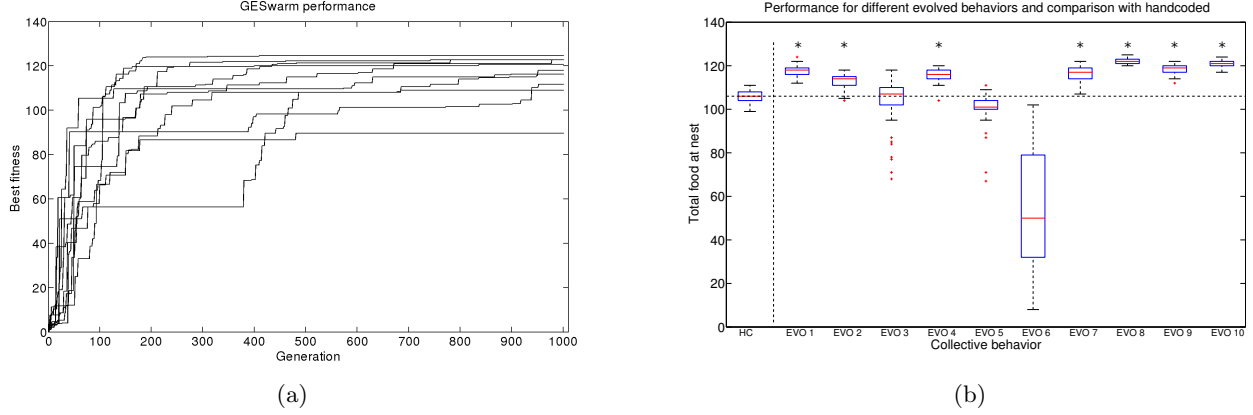 GESwarm performance
140
120
100
80
60
40
20
0
Best fitness
0 100 200 300 400 500 600 700 800 900 1000
Generation
(a)
Performance for different evolved behaviors and comparison with handcoded
140
120
100
80
60
40
20
0
Total food at nest
* * * * * * *
HC EVO 1 EVO 2 EVO 3 EVO 4 EVO 5 EVO 6 EVO 7 EVO 8 EVO 9 EVO 10
Collective behavior
(b)